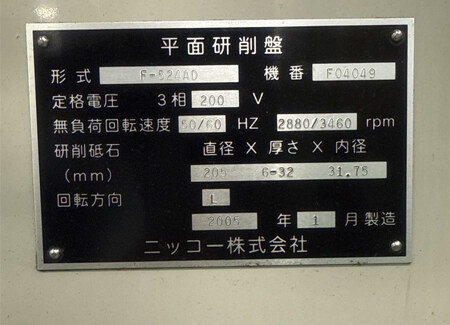 平面研削盤
形式 F-524AD 機番 F04049
定格電圧 3相 200 V
無負荷回転速度 50/60 HZ 2880/3460 rpm
研削砥石 直径 X 厚さ X 内径
(mm) 205 6-32 31.75
回転方向 L
2005 年 1 月製造
ニッコー株式会社